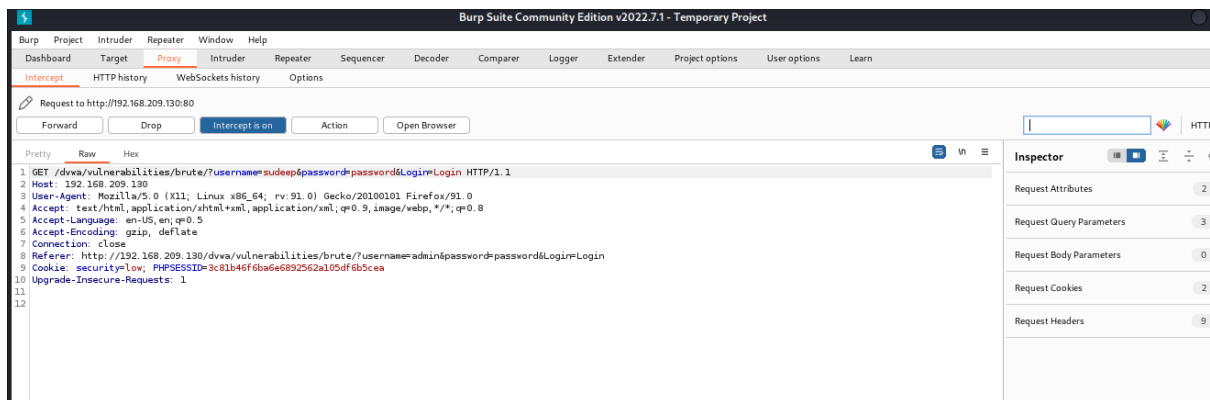 Burp Suite Community Edition v2022.7.1 - Temporary Project
Burp Project Intruder Repeater Window Help
Dashboard Target Proxy Intruder Repeater Sequencer Decoder Comparer Logger Extender Project options User options Learn
Intercept HTTP history WebSockets history Options
Request to http://192.168.209.130:80
Forward Drop Intercept is on Action Open Browser
Pretty Raw Hex \n
Inspector
1 GET /dvwa/vulnerabilities/brute/?username=sudeep&password=password&Login=Login HTTP/1.1
2 Host: 192.168.209.130
3 User-Agent: Mozilla/5.0 (X11; Linux x86_64; rv:91.0) Gecko/20100101 Firefox/91.0
4 Accept: text/html,application/xhtml+xml,application/xml;q=0.9,image/webp,*/*;q=0.8
5 Accept-Language: en-US,en;q=0.5
6 Accept-Encoding: gzip, deflate
7 Connection: close
8 Referer: http://192.168.209.130/dvwa/vulnerabilities/brute/?username=admin&password=password&Login=Login
9 Cookie: security=low; PHPSESSID=3c81b46f6ba6e6892562a105df6b5cea
10 Upgrade-Insecure-Requests: 1
11
12
Request Attributes 2
Request Query Parameters 3
Request Body Parameters 0
Request Cookies 2
Request Headers 9